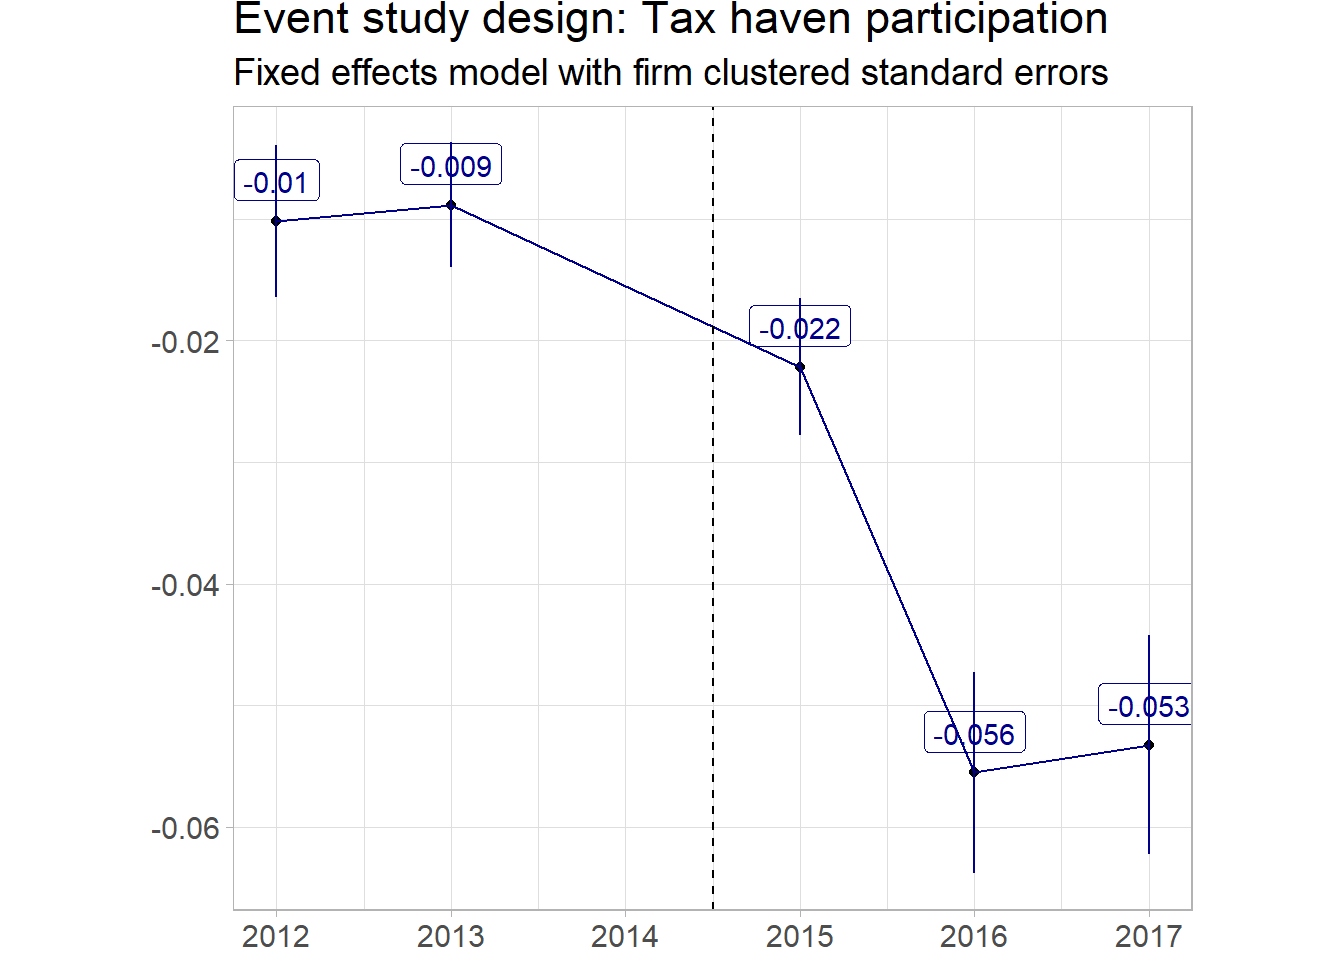 Event study design: Tax haven participation
Fixed effects model with firm clustered standard errors
-0.01
-0.009
-0.022
-0.056
-0.053
-0.02
-0.04
-0.06
2012 2013 2014 2015 2016 2017